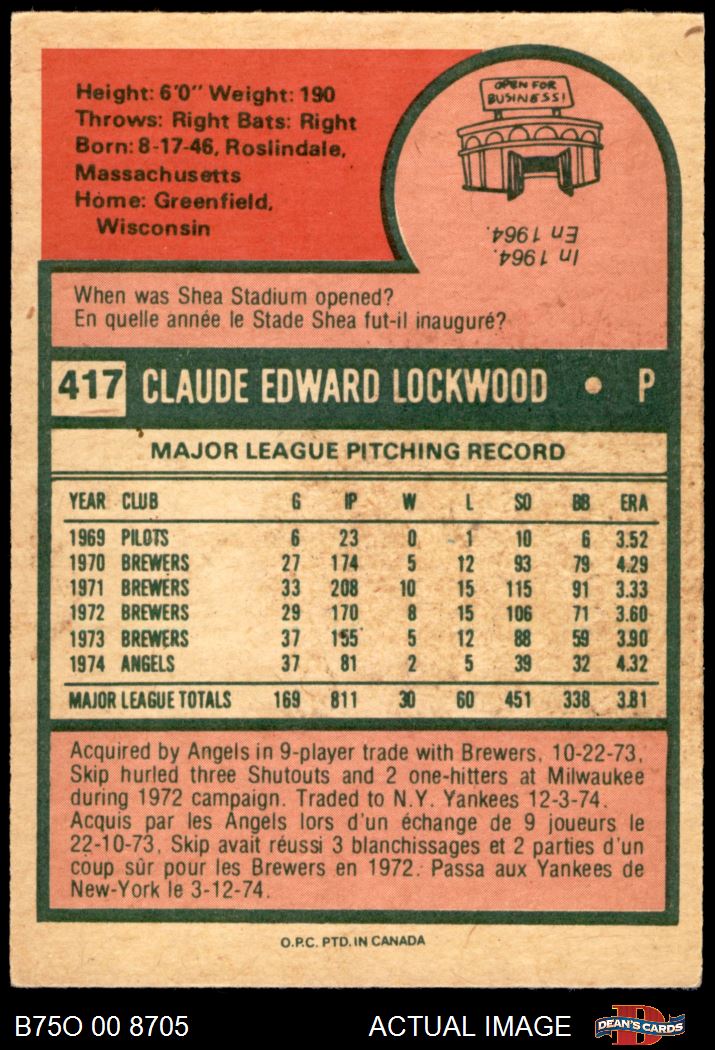 Height: 6'0" Weight: 190
Throws: Right Bats: Right
Born: 8-17-46, Roslindale,
Massachusetts
Home: Greenfield,
Wisconsin
OPEN FOR
BUSINESS!
In 1964.
En 1964.
When was Shea Stadium opened?
En quelle année le Stade Shea fut-il inauguré?
417 CLAUDE EDWARD LOCKWOOD • P
MAJOR LEAGUE PITCHING RECORD
YEAR CLUB G IP W L SO BB ERA
1969 PILOTS 6 23 0 1 10 6 3.52
1970 BREWERS 27 174 5 12 93 79 4.29
1971 BREWERS 33 208 10 15 115 91 3.33
1972 BREWERS 29 170 8 15 106 71 3.60
1973 BREWERS 37 155 5 12 88 59 3.90
1974 ANGELS 37 81 2 5 39 32 4.32
MAJOR LEAGUE TOTALS 169 811 30 60 451 338 3.81
Acquired by Angels in 9-player trade with Brewers, 10-22-73,
Skip hurled three Shutouts and 2 one-hitters at Milwaukee
during 1972 campaign. Traded to N.Y. Yankees 12-3-74.
Acquis par les Angels lors d'un échange de 9 joueurs le
22-10-73, Skip avait réussi 3 blanchissages et 2 parties d'un
coup sûr pour les Brewers en 1972. Passa aux Yankees de
New-York le 3-12-74.
O.P.C. PTD. IN CANADA
B75O 00 8705 ACTUAL IMAGE DEAN'S CARDS